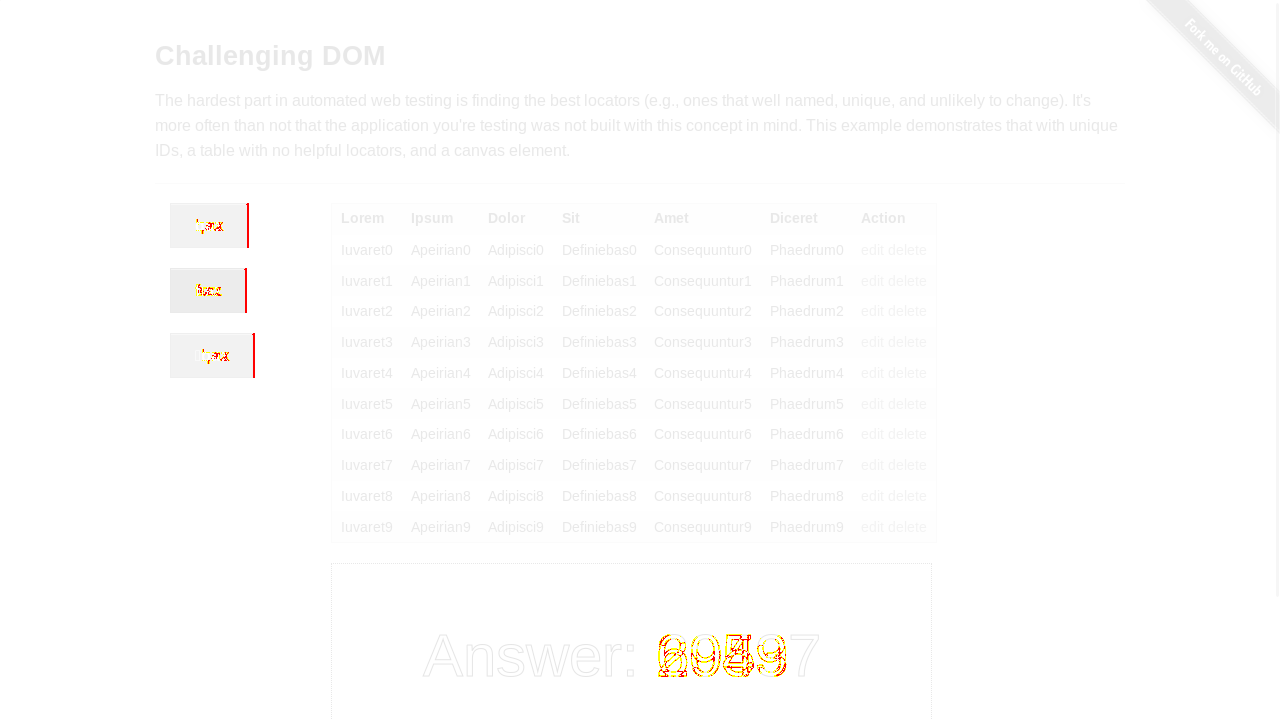 Challenging DOM
Fork me on GitHub
The hardest part in automated web testing is finding the best locators (e.g., ones that well named, unique, and unlikely to change). It's
more often than not that the application you're testing was not built with this concept in mind. This example demonstrates that with unique
IDs, a table with no helpful locators, and a canvas element.
Lorem Ipsum Dolor Sit Amet Diceret Action
Iuvaret0 Apeirian0 Adipisci0 Definiebas0 Consequuntur0 Phaedrum0 edit delete
Iuvaret1 Apeirian1 Adipisci1 Definiebas1 Consequuntur1 Phaedrum1 edit delete
Iuvaret2 Apeirian2 Adipisci2 Definiebas2 Consequuntur2 Phaedrum2 edit delete
Iuvaret3 Apeirian3 Adipisci3 Definiebas3 Consequuntur3 Phaedrum3 edit delete
Iuvaret4 Apeirian4 Adipisci4 Definiebas4 Consequuntur4 Phaedrum4 edit delete
Iuvaret5 Apeirian5 Adipisci5 Definiebas5 Consequuntur5 Phaedrum5 edit delete
Iuvaret6 Apeirian6 Adipisci6 Definiebas6 Consequuntur6 Phaedrum6 edit delete
Iuvaret7 Apeirian7 Adipisci7 Definiebas7 Consequuntur7 Phaedrum7 edit delete
Iuvaret8 Apeirian8 Adipisci8 Definiebas8 Consequuntur8 Phaedrum8 edit delete
Iuvaret9 Apeirian9 Adipisci9 Definiebas9 Consequuntur9 Phaedrum9 edit delete
Answer: